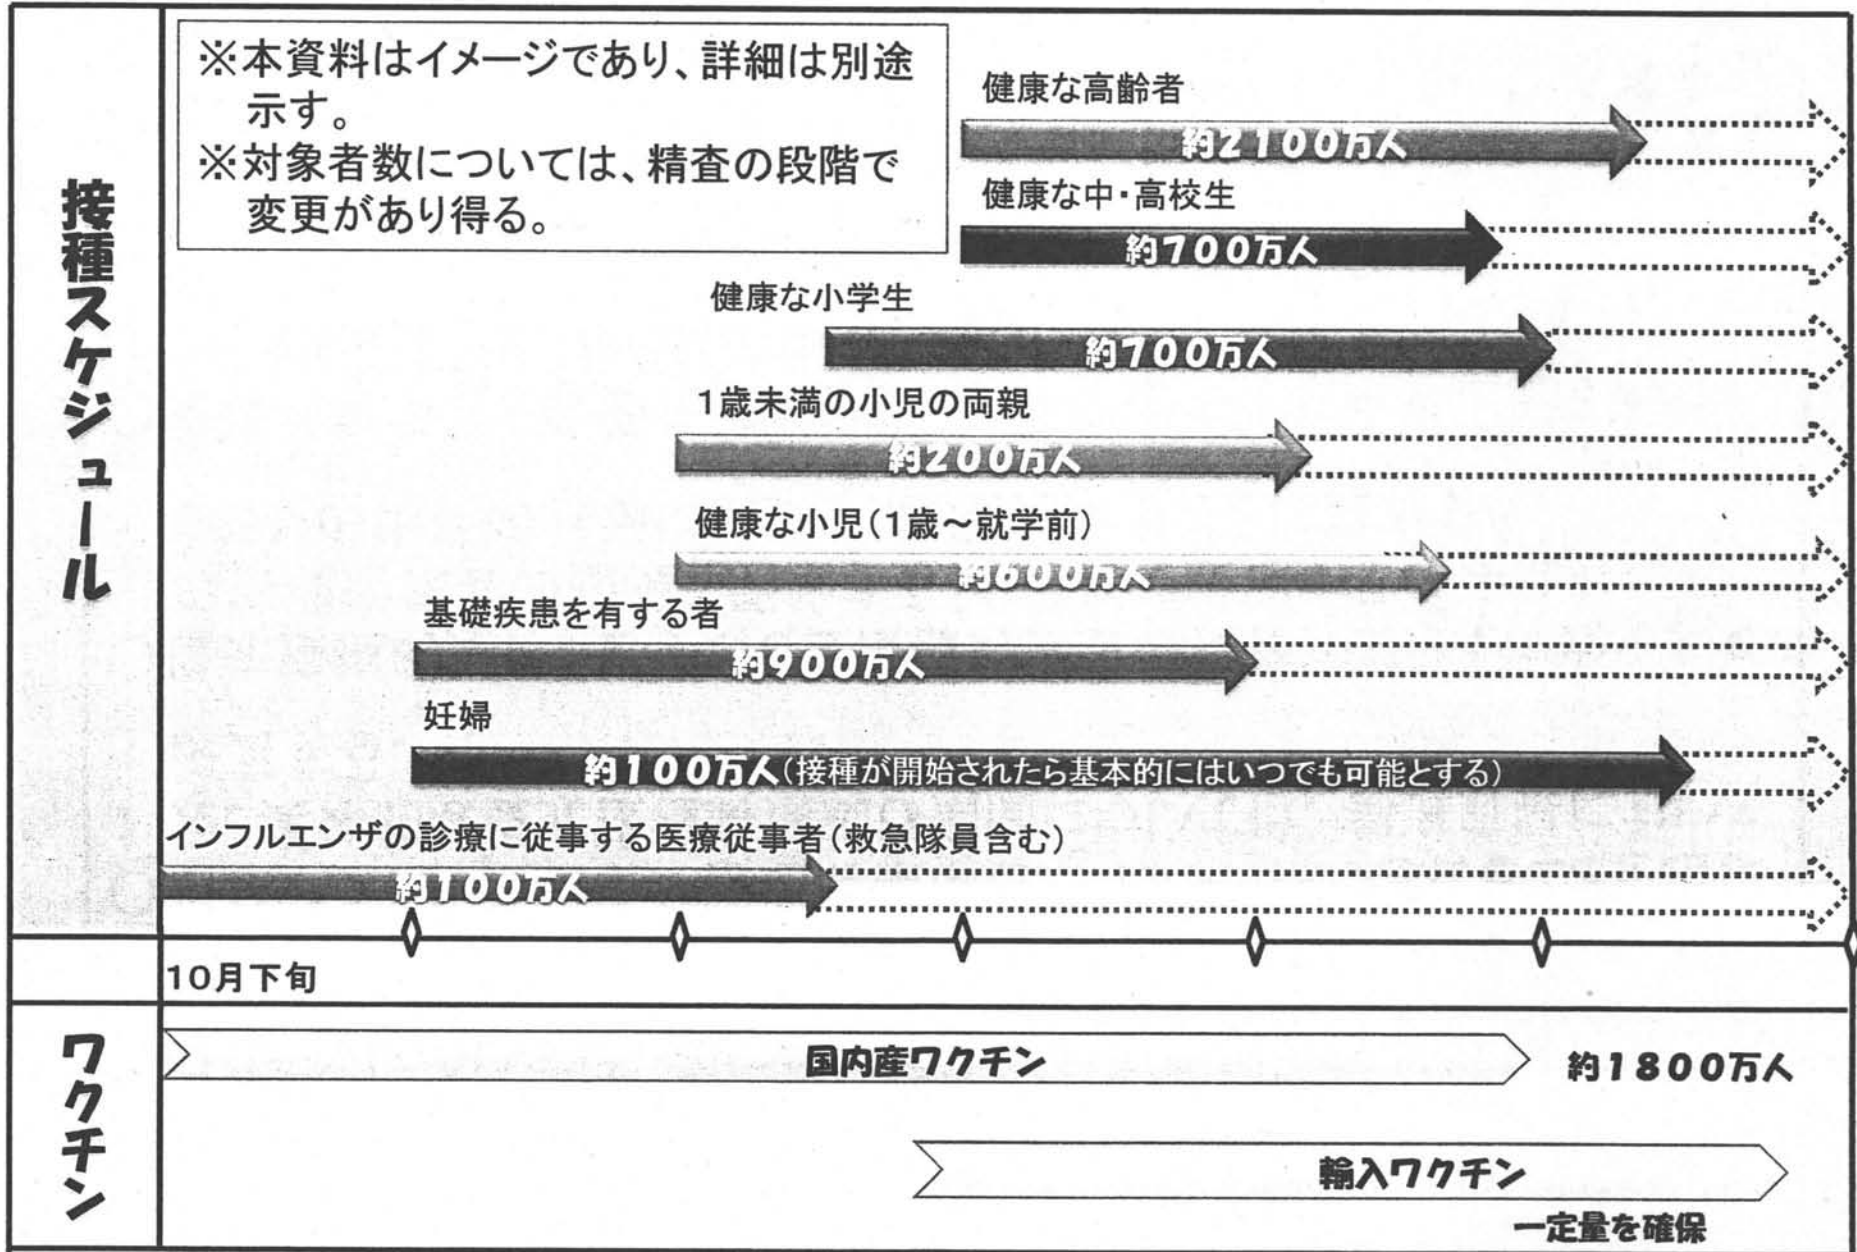 接種スケジュール
※本資料はイメージであり、詳細は別途
示す。
※対象者数については、精査の段階で
変更があり得る。
健康な高齢者
約2100万人
健康な中・高校生
約700万人
健康な小学生
約700万人
1歳未満の小児の両親
約200万人
健康な小児(1歳～就学前)
約600万人
基礎疾患を有する者
約900万人
妊婦
約100万人(接種が開始されたら基本的にはいつでも可能とする)
インフルエンザの診療に従事する医療従事者(救急隊員含む)
約100万人
10月下旬
ワクチン
国内産ワクチン
約1800万人
輸入ワクチン
一定量を確保